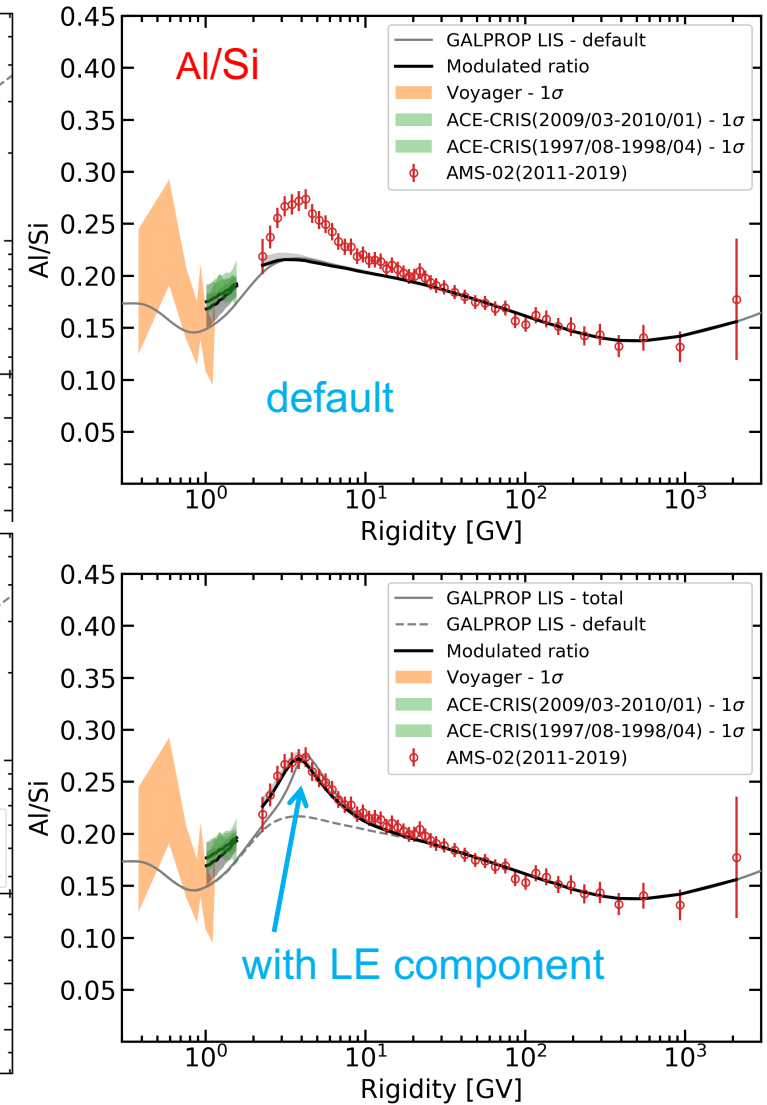 0.45
0.40
0.35
0.30
0.25
0.20
0.15
0.10
0.05
Al/Si
Al/Si
GALPROP LIS - default
Modulated ratio
Voyager - 1σ
ACE-CRIS(2009/03-2010/01) - 1σ
ACE-CRIS(1997/08-1998/04) - 1σ
AMS-02(2011-2019)
default
10⁰ 10¹ 10² 10³
Rigidity [GV]
0.45
0.40
0.35
0.30
0.25
0.20
0.15
0.10
0.05
Al/Si
GALPROP LIS - total
GALPROP LIS - default
Modulated ratio
Voyager - 1σ
ACE-CRIS(2009/03-2010/01) - 1σ
ACE-CRIS(1997/08-1998/04) - 1σ
AMS-02(2011-2019)
with LE component
10⁰ 10¹ 10² 10³
Rigidity [GV]